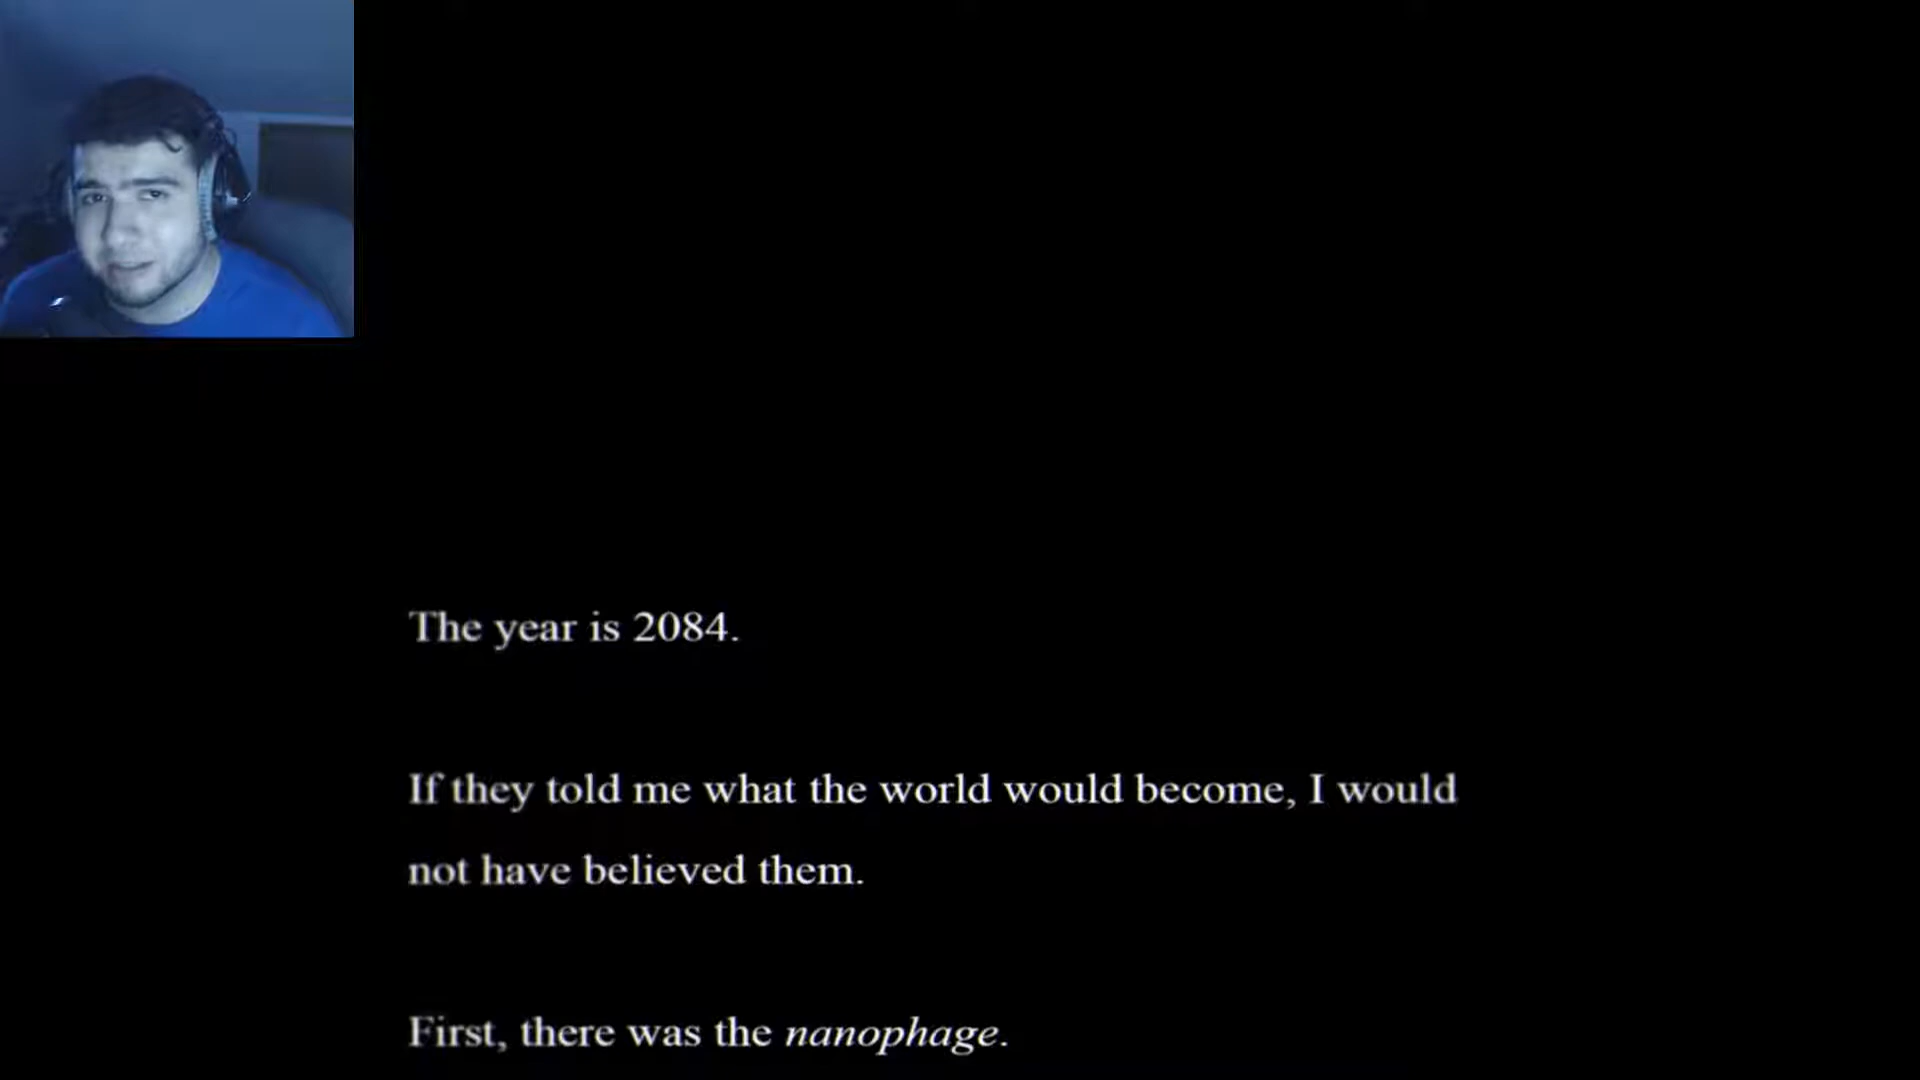 The year is 2084.
If they told me what the world would become, I would
not have believed them.
First, there was the nanophage.